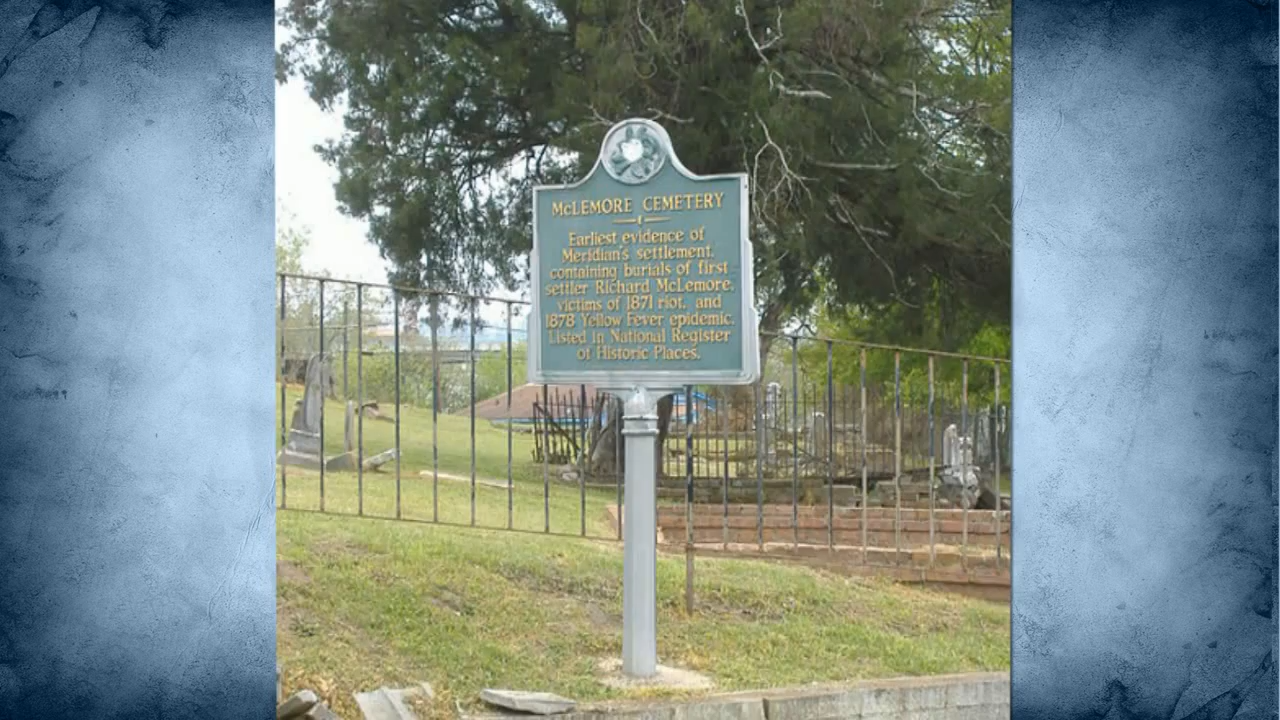 McLEMORE CEMETERY
Earliest evidence of
Meridian's settlement,
containing burials of first
settler Richard McLemore,
victims of 1871 riot, and
1878 Yellow Fever epidemic.
Listed in National Register
of Historic Places.